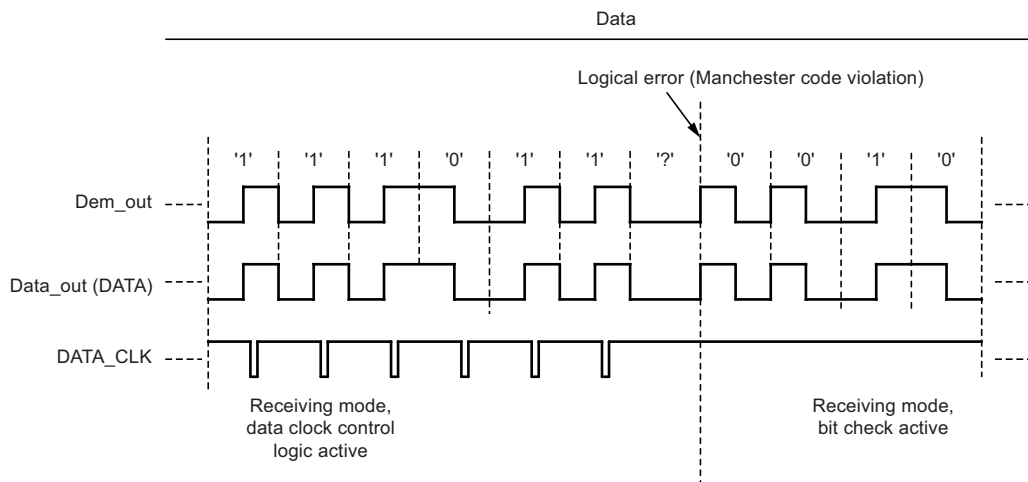 Data
Logical error (Manchester code violation)
'1' '1' '1' '0' '1' '1' '?' '0' '0' '1' '0'
Dem_out
Data_out (DATA)
DATA_CLK
Receiving mode,
data clock control
logic active
Receiving mode,
bit check active